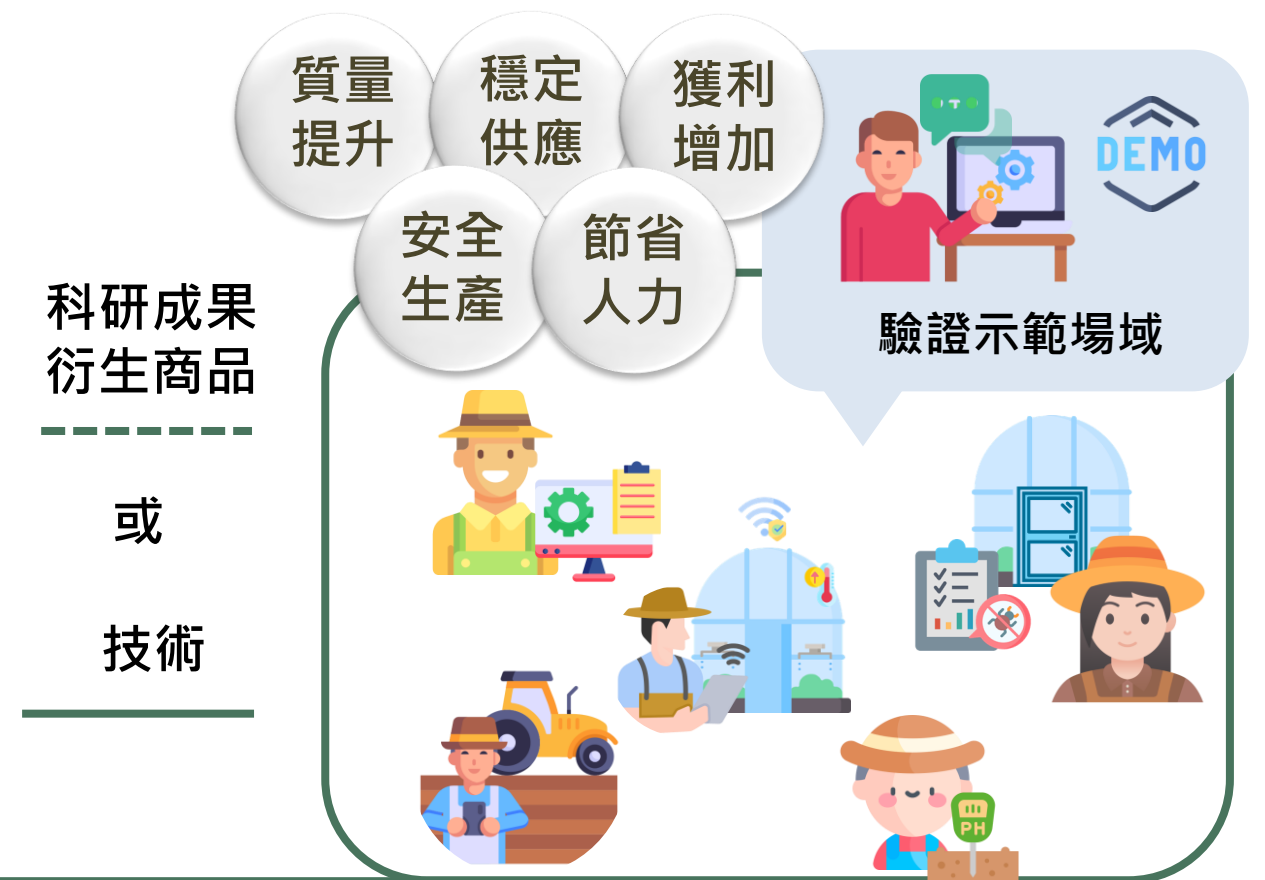 質量
提升
穩定
供應
獲利
增加
安全
生產
節省
人力
DEMO
驗證示範場域
科研成果
衍生商品
或
技術
PH